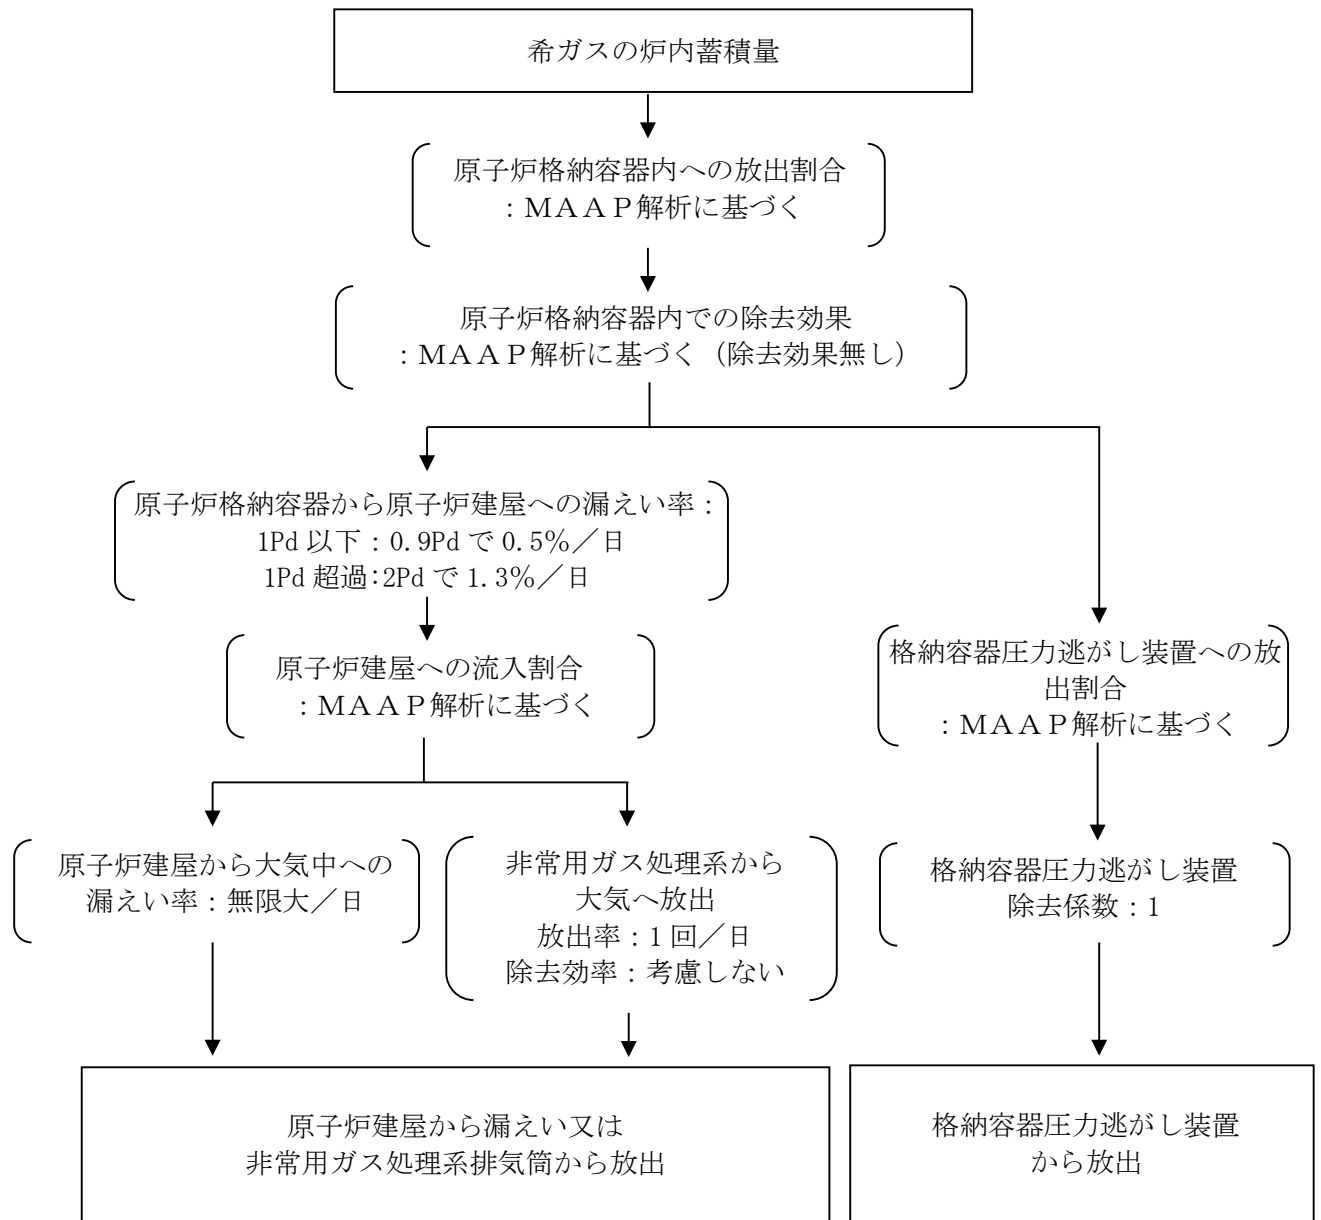 希ガスの炉内蓄積量
原子炉格納容器内への放出割合
：ＭＡＡＰ解析に基づく
原子炉格納容器内での除去効果
：ＭＡＡＰ解析に基づく（除去効果無し）
原子炉格納容器から原子炉建屋への漏えい率：
1Pd 以下：0.9Pd で 0.5％／日
1Pd 超過：2Pd で 1.3％／日
原子炉建屋への流入割合
：ＭＡＡＰ解析に基づく
格納容器圧力逃がし装置への放
出割合
：ＭＡＡＰ解析に基づく
原子炉建屋から大気中への
漏えい率：無限大／日
非常用ガス処理系から
大気へ放出
放出率：1 回／日
除去効率：考慮しない
格納容器圧力逃がし装置
除去係数：1
原子炉建屋から漏えい又は
非常用ガス処理系排気筒から放出
格納容器圧力逃がし装置
から放出